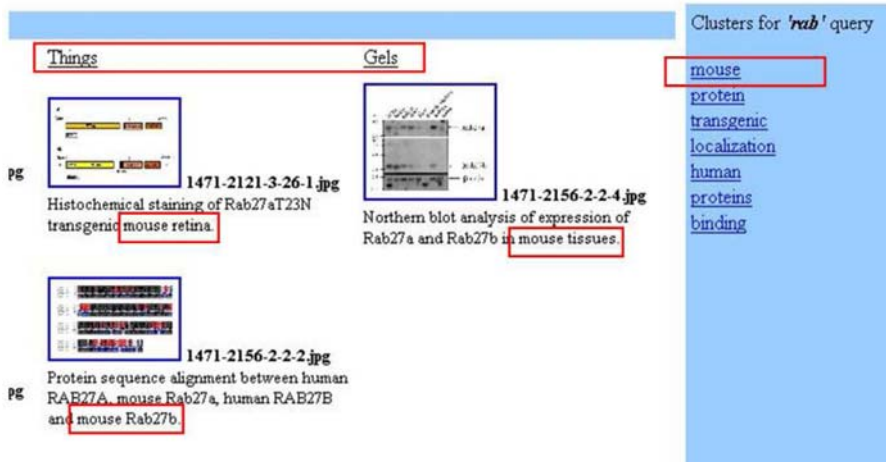 Things
Gels
pg
1471-2121-3-26-1.jpg
Histochemical staining of Rab27aT23N
transgenic mouse retina.
1471-2156-2-2-4.jpg
Northern blot analysis of expression of
Rab27a and Rab27b in mouse tissues.
pg
1471-2156-2-2-2.jpg
Protein sequence alignment between human
RAB27A, mouse Rab27a, human RAB27B
and mouse Rab27b.
Clusters for 'rab' query
mouse
protein
transgenic
localization
human
proteins
binding